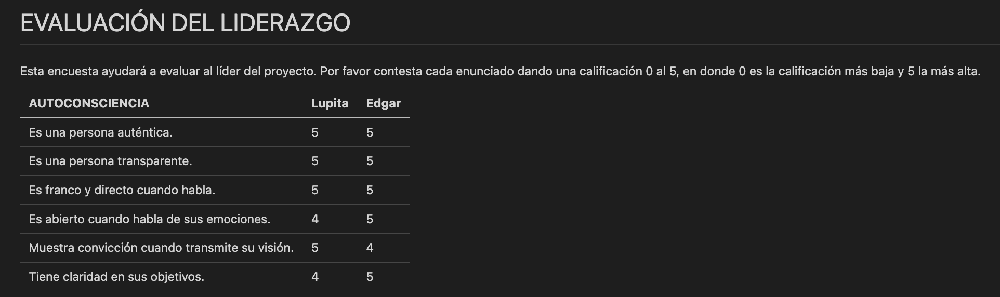 EVALUACIÓN DEL LIDERAZGO
Esta encuesta ayudará a evaluar al líder del proyecto. Por favor contesta cada enunciado dando una calificación 0 al 5, en donde 0 es la calificación más baja y 5 la más alta.
AUTOCONSCIENCIA Lupita Edgar
Es una persona auténtica. 5 5
Es una persona transparente. 5 5
Es franco y directo cuando habla. 5 5
Es abierto cuando habla de sus emociones. 4 5
Muestra convicción cuando transmite su visión. 5 4
Tiene claridad en sus objetivos. 4 5